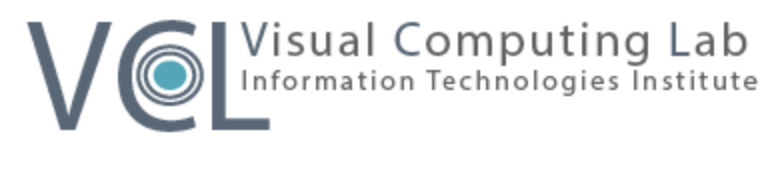 VCL
Visual Computing Lab
Information Technologies Institute